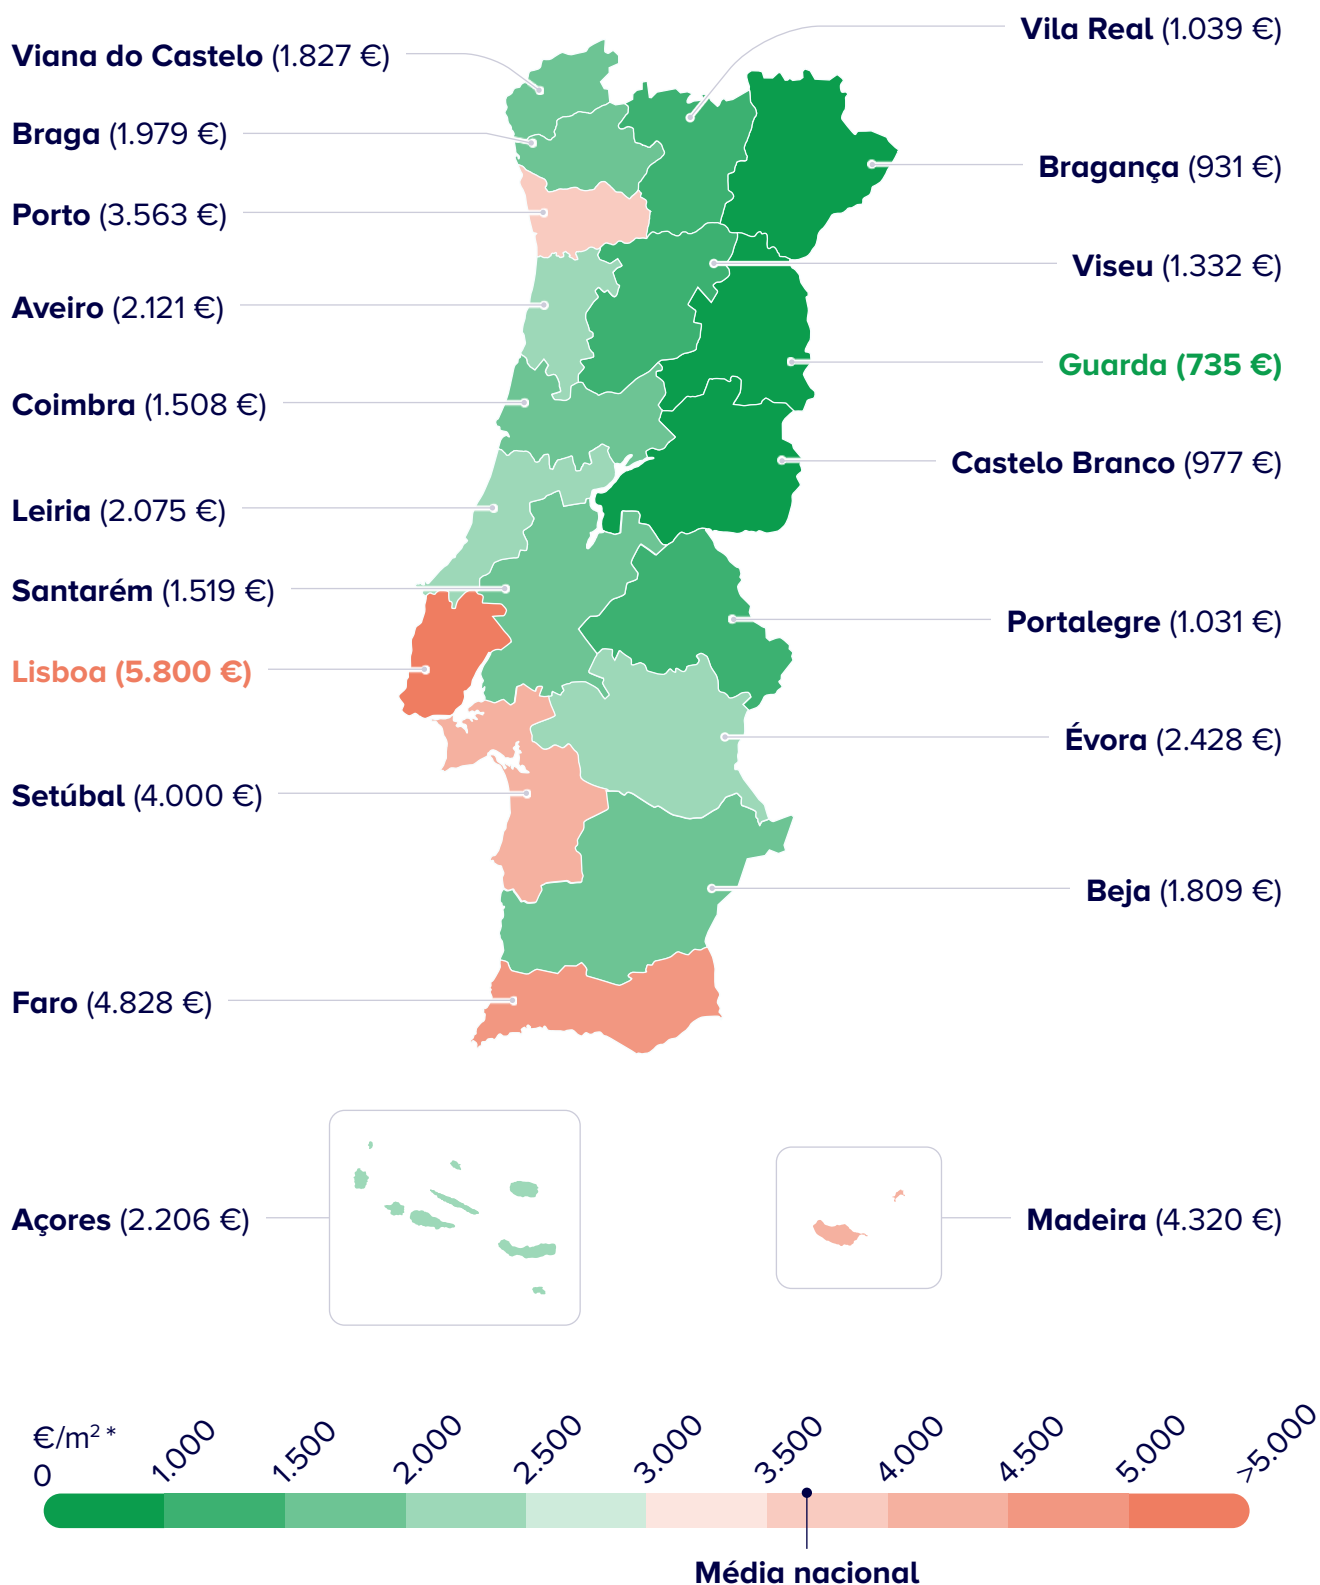 Viana do Castelo (1.827 €)
Vila Real (1.039 €)
Braga (1.979 €)
Bragança (931 €)
Porto (3.563 €)
Viseu (1.332 €)
Aveiro (2.121 €)
Guarda (735 €)
Coimbra (1.508 €)
Castelo Branco (977 €)
Leiria (2.075 €)
Santarém (1.519 €)
Portalegre (1.031 €)
Lisboa (5.800 €)
Évora (2.428 €)
Setúbal (4.000 €)
Beja (1.809 €)
Faro (4.828 €)
Açores (2.206 €)
Madeira (4.320 €)
€/m² *
0 1.000 1.500 2.000 2.500 3.000 3.500 4.000 4.500 5.000 >5.000
Média nacional